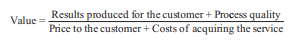 Value = Results produced for the customer + Process quality
Price to the customer + Costs of acquiring the service